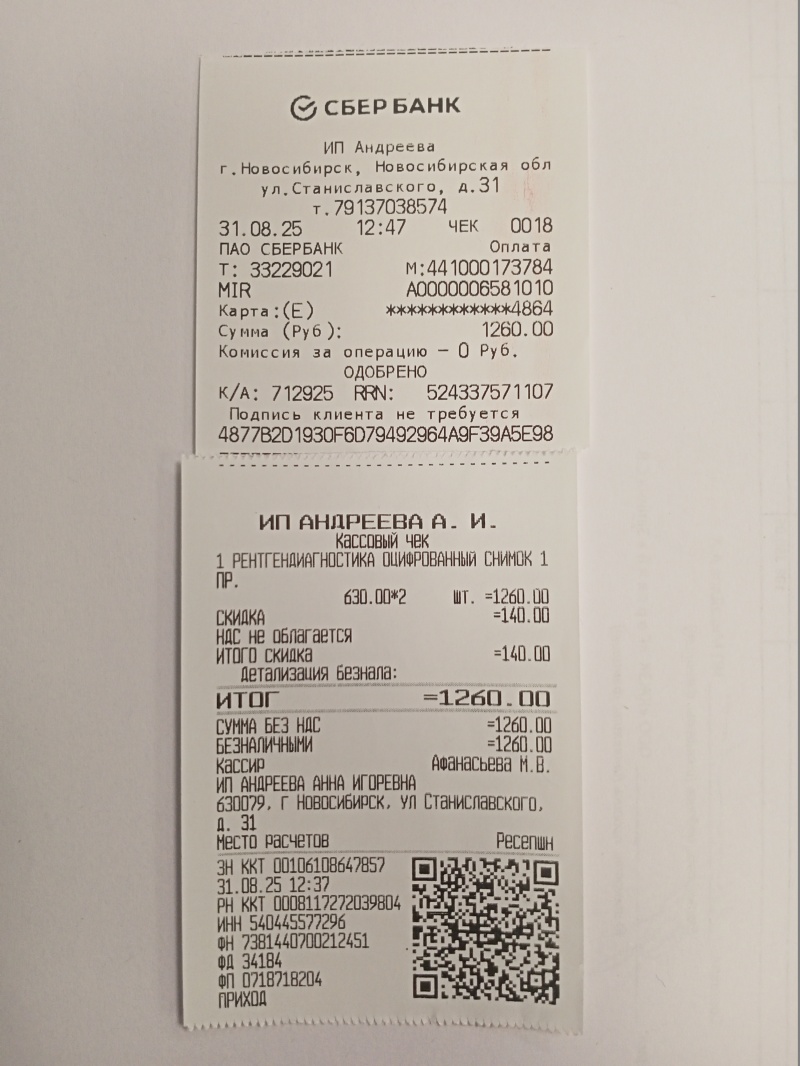 СБЕР БАНК
ИП Андреева
г.Новосибирск, Новосибирская обл
ул.Станиславского, д.31
т.79137038574
31.08.25 12:47 ЧЕК 0018
ПАО СБЕРБАНК Оплата
Т: 33229021 М:441000173784
MIR A0000006581010
Карта:(E) ************4864
Сумма (Руб): 1260.00
Комиссия за операцию – 0 Руб.
ОДОБРЕНО
К/А: 712925 RRN: 524337571107
Подпись клиента не требуется
4877B2D1930F6D79492964A9F39A5E98
ИП АНДРЕЕВА А. И.
Кассовый чек
1 РЕНТГЕНДИАГНОСТИКА ОЦИФРОВАННЫЙ СНИМОК 1
ПР.
630.00*2 шт. =1260.00
СКИДКА =140.00
НДС не облагается
ИТОГО СКИДКА =140.00
Детализация безнала:
ИТОГ =1260.00
СУММА БЕЗ НДС =1260.00
БЕЗНАЛИЧНЫМИ =1260.00
Кассир Афанасьева М.В.
ИП АНДРЕЕВА АННА ИГОРЕВНА
630079, Г НОВОСИБИРСК, УЛ Станиславского,
д. 31
Место расчетов Ресепшн
ЗН ККТ 00106108647857
31.08.25 12:37
РН ККТ 0008117272039804
ИНН 540445577296
ФН 7381440700212451
ФД 34184
ФП 0718718204
ПРИХОД